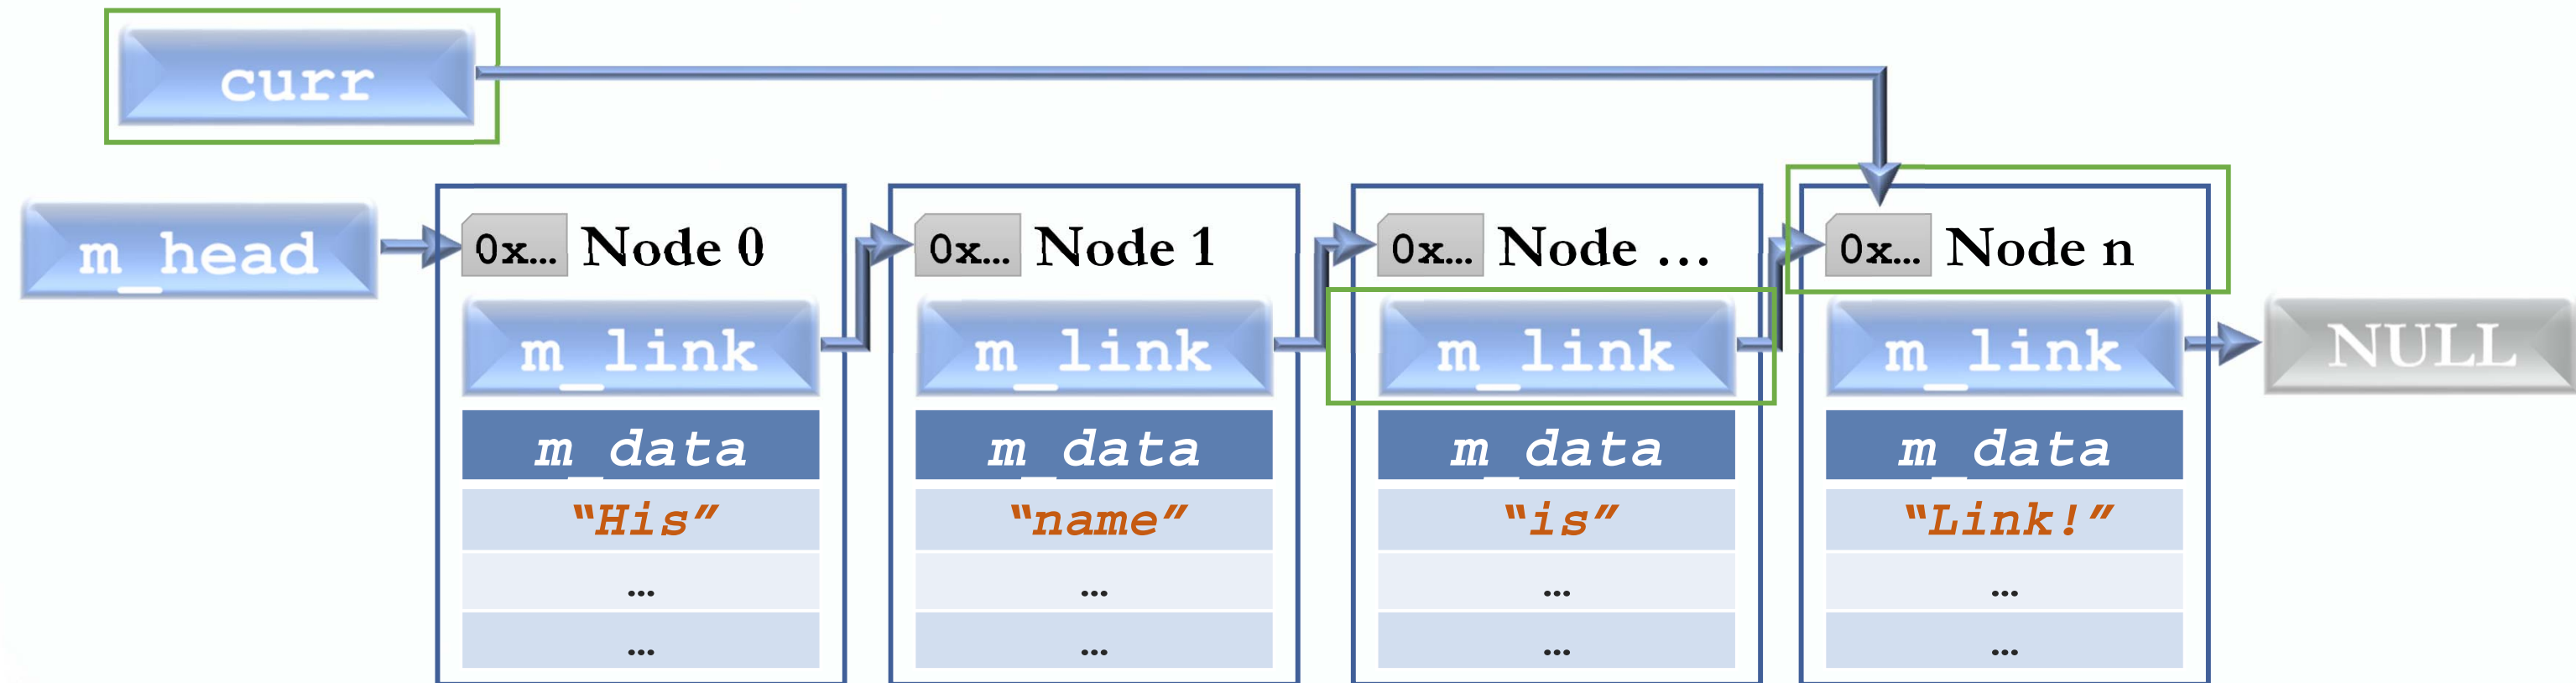 curr
m_head
0x... Node 0
0x... Node 1
0x... Node ...
0x... Node n
m_link
m_link
m_link
m_link
NULL
m_data
m_data
m_data
m_data
“His”
“name”
“is”
“Link!”
...
...
...
...
...
...
...
...